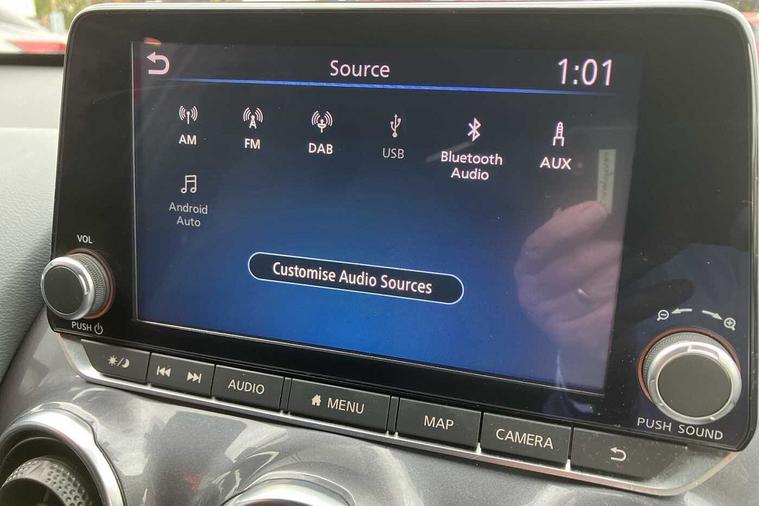 Source
1:01
AM
FM
DAB
USB
Bluetooth
Audio
AUX
Android
Auto
Customise Audio Sources
VOL
PUSH
AUDIO
MENU
MAP
CAMERA
PUSH SOUND